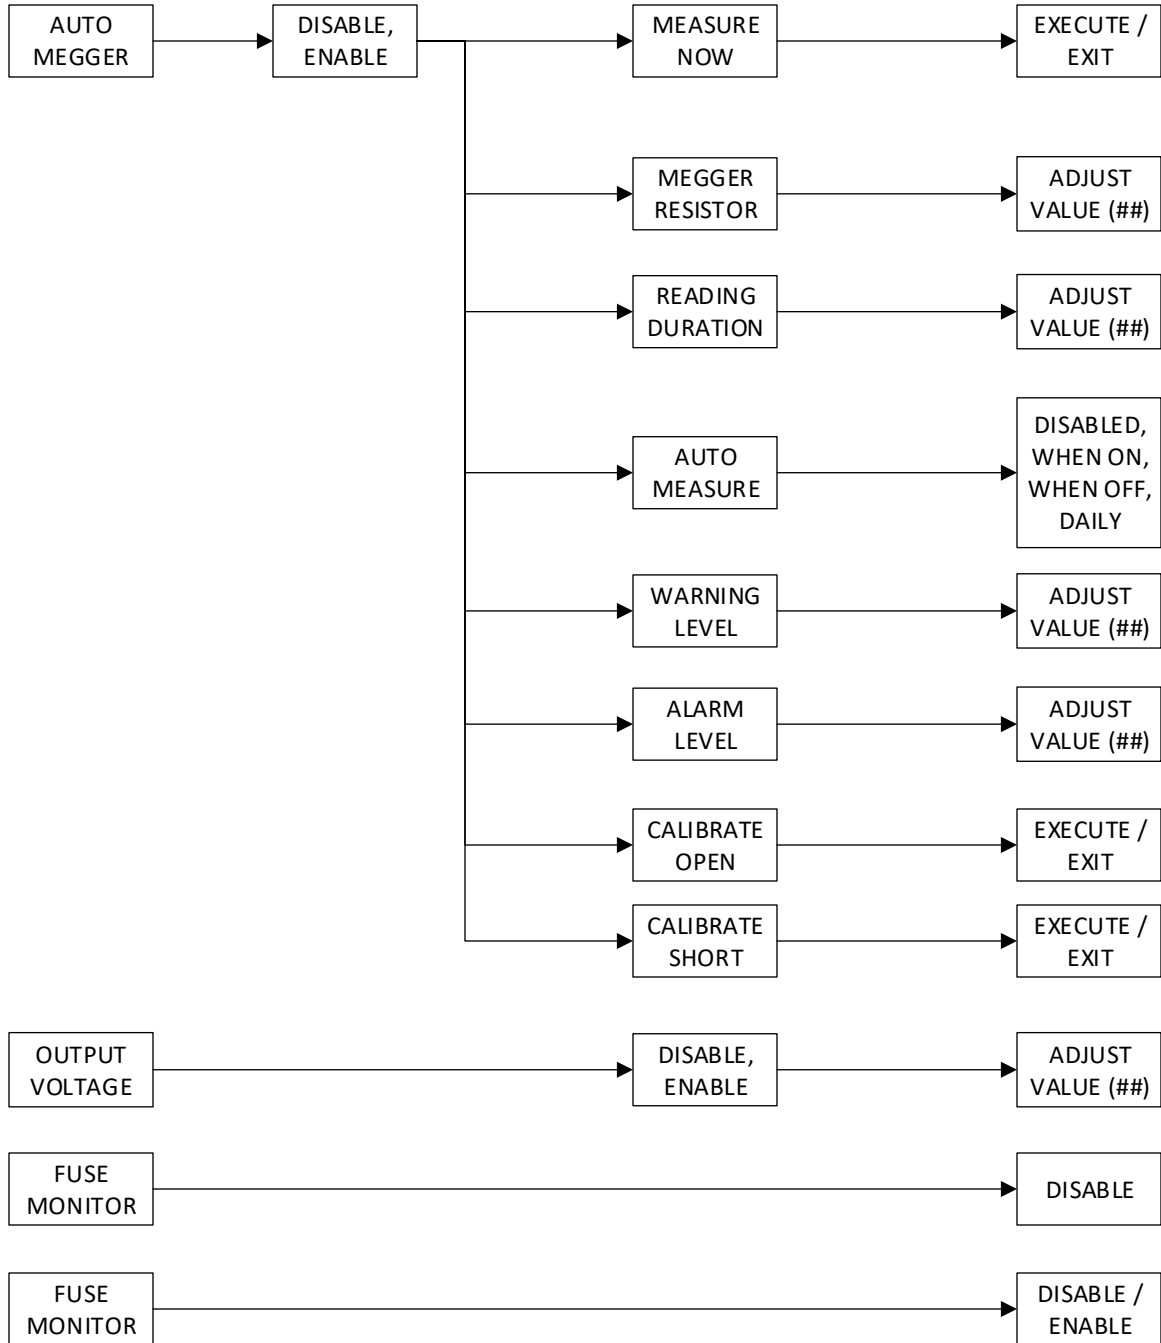 AUTO
MEGGER
DISABLE,
ENABLE
MEASURE
NOW
EXECUTE /
EXIT
MEGGER
RESISTOR
ADJUST
VALUE (##)
READING
DURATION
ADJUST
VALUE (##)
AUTO
MEASURE
DISABLED,
WHEN ON,
WHEN OFF,
DAILY
WARNING
LEVEL
ADJUST
VALUE (##)
ALARM
LEVEL
ADJUST
VALUE (##)
CALIBRATE
OPEN
EXECUTE /
EXIT
CALIBRATE
SHORT
EXECUTE /
EXIT
OUTPUT
VOLTAGE
DISABLE,
ENABLE
ADJUST
VALUE (##)
FUSE
MONITOR
DISABLE
FUSE
MONITOR
DISABLE /
ENABLE